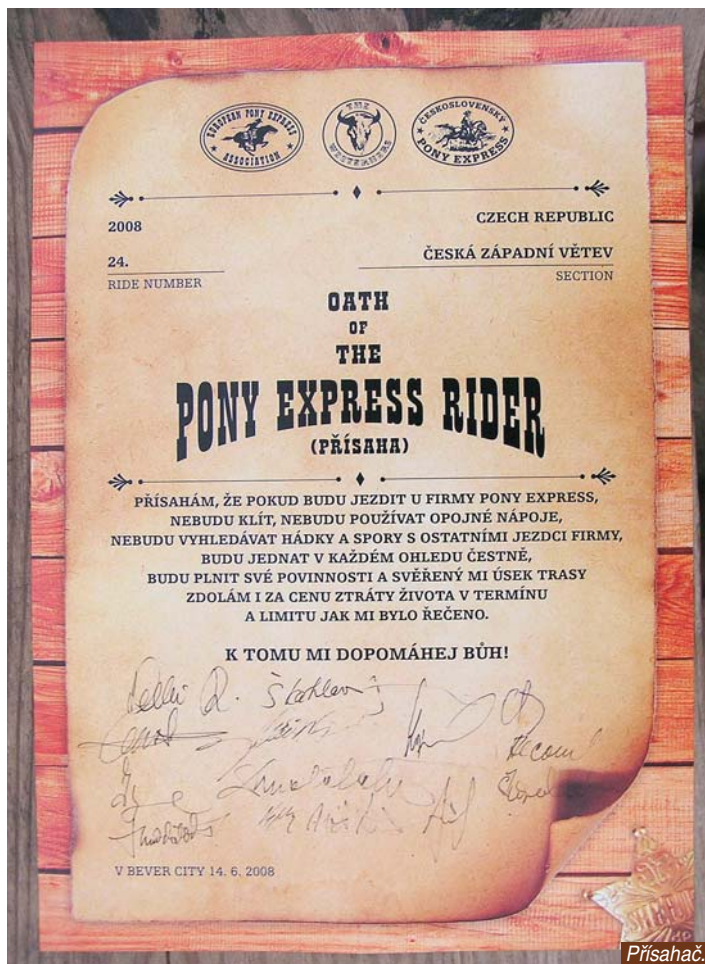 EUROPEAN PONY EXPRESS
ASSOCIATION
THE
WESTERNERS
ČESKOSLOVENSKÝ
PONY EXPRESS
2008
CZECH REPUBLIC
24.
ČESKÁ ZÁPADNÍ VĚTEV
RIDE NUMBER
SECTION
OATH
OF
THE
PONY EXPRESS RIDER
(PŘÍSAHA)
PŘÍSAHÁM, ŽE POKUD BUDU JEZDIT U FIRMY PONY EXPRESS,
NEBUDU KLÍT, NEBUDU POUŽÍVAT OPOJNÉ NÁPOJE,
NEBUDU VYHLEDÁVAT HÁDKY A SPORY S OSTATNÍMI JEZDCI FIRMY,
BUDU JEDNAT V KAŽDÉM OHLEDU ČESTNĚ,
BUDU PLNIT SVÉ POVINNOSTI A SVĚŘENÝ MI ÚSEK TRASY
ZDOLÁM I ZA CENU ZTRÁTY ŽIVOTA V TERMÍNU
A LIMITU JAK MI BYLO ŘEČENO.
K TOMU MI DOPOMÁHEJ BŮH!
V BEVER CITY 14. 6. 2008
Přísahač.